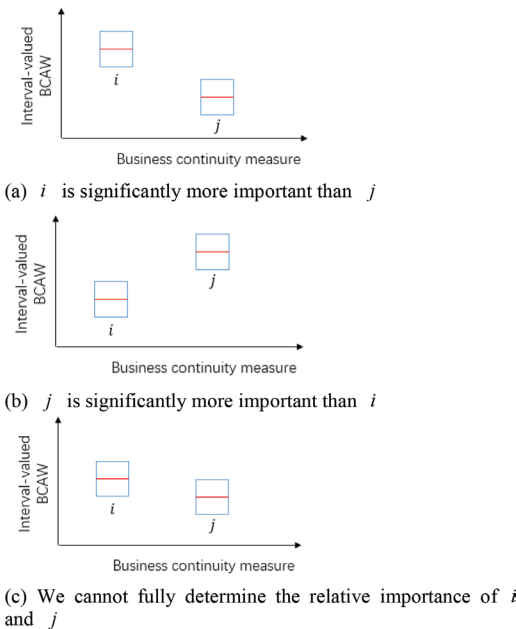 Interval-valued
BCAW
i
j
Business continuity measure
(a) i is significantly more important than j
Interval-valued
BCAW
j
i
Business continuity measure
(b) j is significantly more important than i
Interval-valued
BCAW
i
j
Business continuity measure
(c) We cannot fully determine the relative importance of i
and j